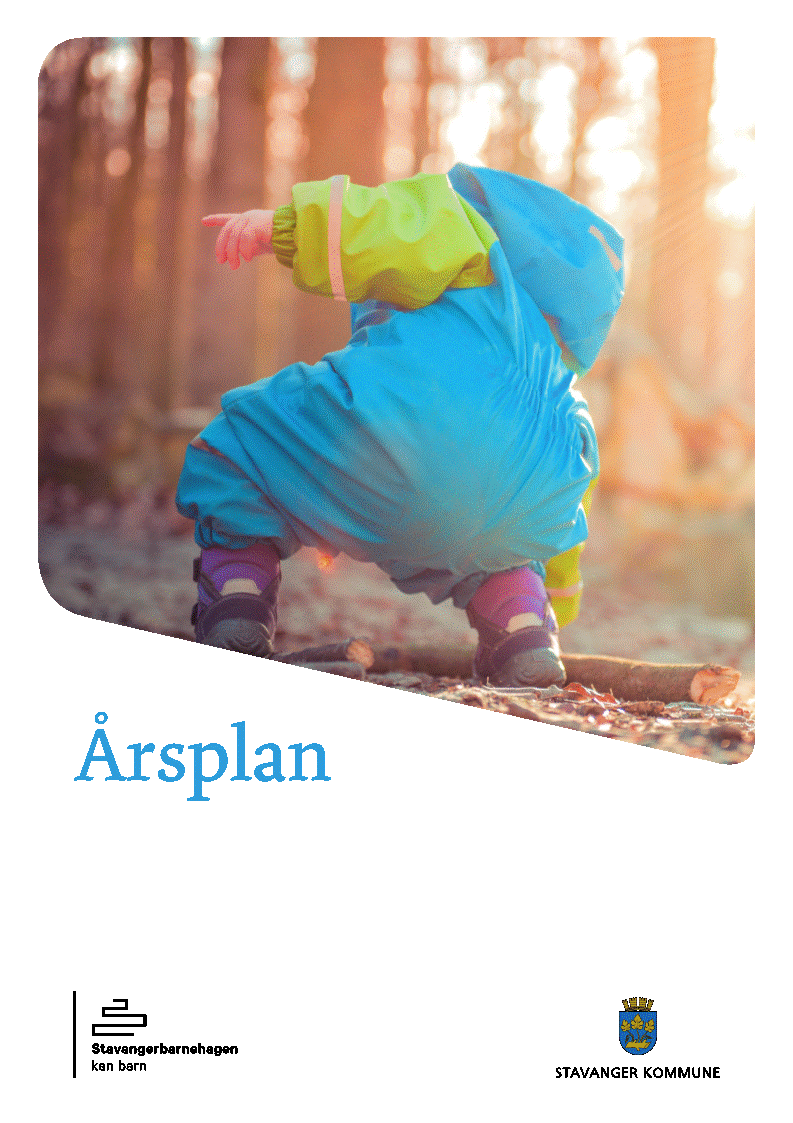 Årsplan
Stavangerbarnehagen
kan barn
STAVANGER KOMMUNE